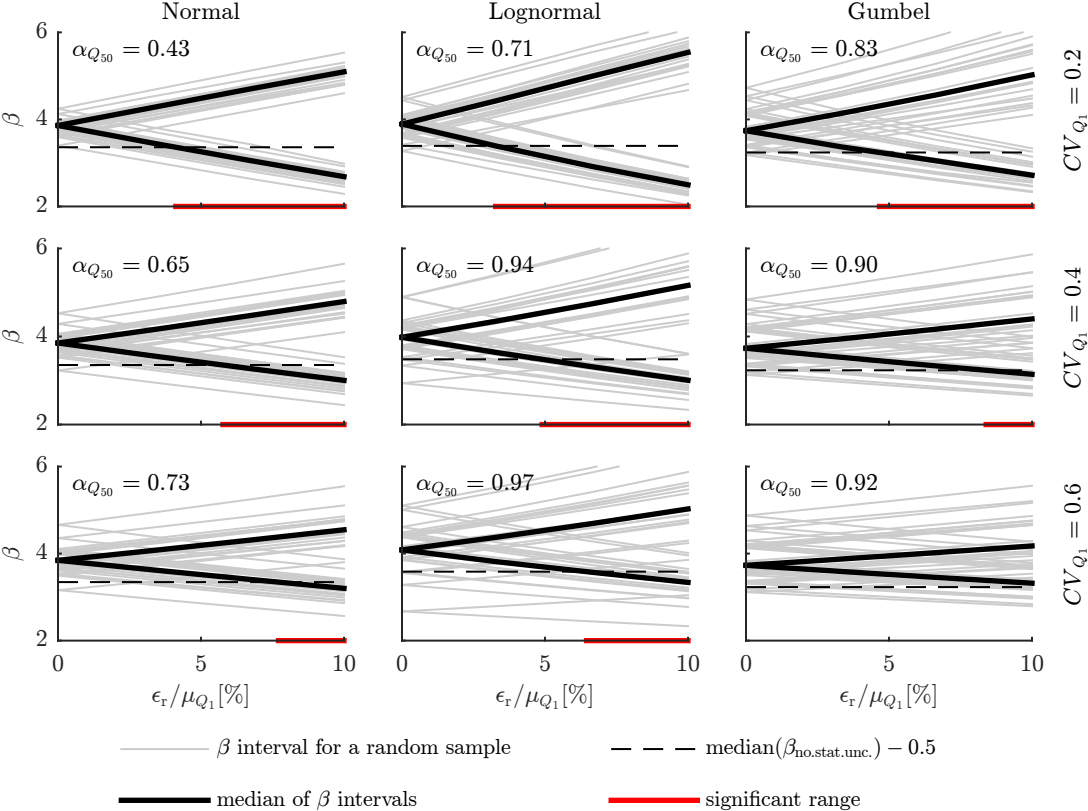 Normal Lognormal Gumbel
6
α_{Q_{50}} = 0.43 α_{Q_{50}} = 0.71 α_{Q_{50}} = 0.83
β 4 CV_{Q_1} = 0.2
2
6
α_{Q_{50}} = 0.65 α_{Q_{50}} = 0.94 α_{Q_{50}} = 0.90
β 4 CV_{Q_1} = 0.4
2
6
α_{Q_{50}} = 0.73 α_{Q_{50}} = 0.97 α_{Q_{50}} = 0.92
β 4 CV_{Q_1} = 0.6
2
0 5 10 0 5 10 0 5 10
ϵ_r/μ_{Q_1}[%] ϵ_r/μ_{Q_1}[%] ϵ_r/μ_{Q_1}[%]
β interval for a random sample median(β_{no.stat.unc.}) − 0.5
median of β intervals significant range